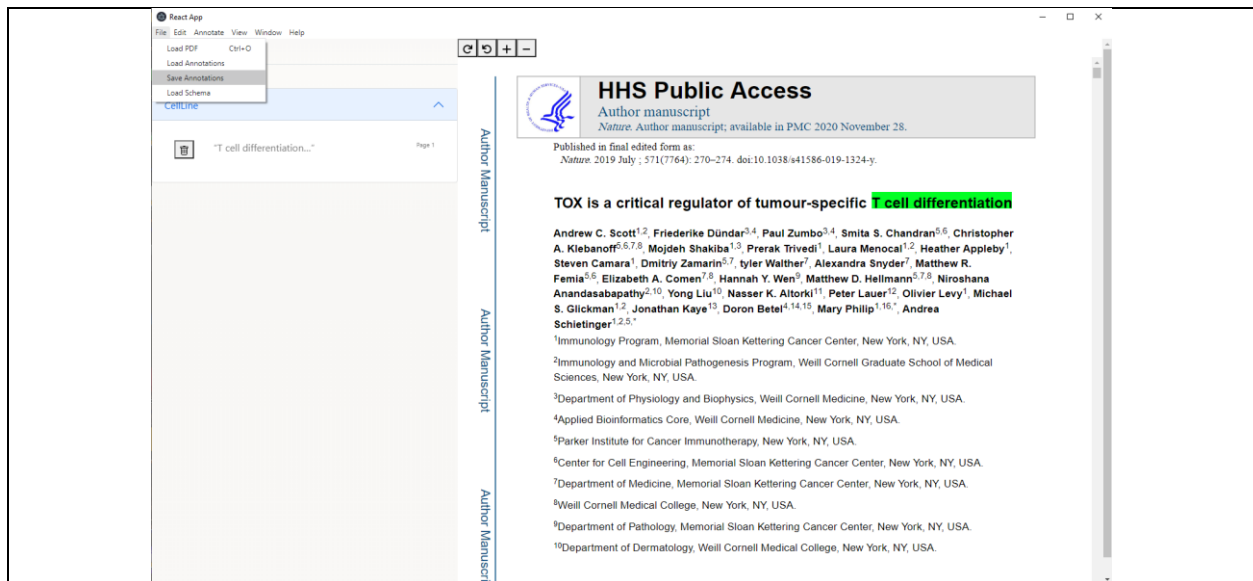 React App
File Edit Annotate View Window Help
Load PDF Ctrl+O
Load Annotations
Save Annotations
Load Schema
CellLine
"T cell differentiation..." Page 1
HHS Public Access
Author manuscript
Nature. Author manuscript; available in PMC 2020 November 28.
Published in final edited form as:
Nature. 2019 July ; 571(7764): 270–274. doi:10.1038/s41586-019-1324-y.
TOX is a critical regulator of tumour-specific T cell differentiation
Andrew C. Scott1,2, Friederike Dündar3,4, Paul Zumbo3,4, Smita S. Chandran5,6, Christopher
A. Klebanoff5,6,7,8, Mojdeh Shakiba1,3, Prerak Trivedi1, Laura Menocal1,2, Heather Appleby1,
Steven Camara1, Dmitriy Zamarin5,7, tyler Walther7, Alexandra Snyder7, Matthew R.
Femia5,6, Elizabeth A. Comen7,8, Hannah Y. Wen9, Matthew D. Hellmann5,7,8, Niroshana
Anandasabapathy2,10, Yong Liu10, Nasser K. Altorki11, Peter Lauer12, Olivier Levy1, Michael
S. Glickman1,2, Jonathan Kaye13, Doron Betel4,14,15, Mary Philip1,16,*, Andrea
Schietinger1,2,5,*
1Immunology Program, Memorial Sloan Kettering Cancer Center, New York, NY, USA.
2Immunology and Microbial Pathogenesis Program, Weill Cornell Graduate School of Medical
Sciences, New York, NY, USA.
3Department of Physiology and Biophysics, Weill Cornell Medicine, New York, NY, USA.
4Applied Bioinformatics Core, Weill Cornell Medicine, New York, NY, USA.
5Parker Institute for Cancer Immunotherapy, New York, NY, USA.
6Center for Cell Engineering, Memorial Sloan Kettering Cancer Center, New York, NY, USA.
7Department of Medicine, Memorial Sloan Kettering Cancer Center, New York, NY, USA.
8Weill Cornell Medical College, New York, NY, USA.
9Department of Pathology, Memorial Sloan Kettering Cancer Center, New York, NY, USA.
10Department of Dermatology, Weill Cornell Medical College, New York, NY, USA.
Author Manuscript
Author Manuscript
Author Manuscri